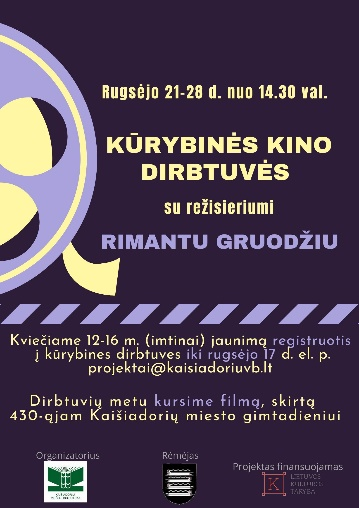 Rugsėjo 21-28 d. nuo 14.30 val.
KŪRYBINĖS KINO
DIRBTUVĖS
su režisieriumi
RIMANTU GRUODŽIU
Kviečiame 12-16 m. (imtinai) jaunimą registruotis
į kūrybines dirbtuves iki rugsėjo 17 d. el. p.
projektai@kaisiadoriuvb.lt
Dirbtuvių metu kursime filmą, skirtą
430-ajam Kaišiadorių miesto gimtadieniui
Organizatorius
Rėmėjas
Projektas finansuojamas
LIETUVOS
KULTŪROS
TARYBA